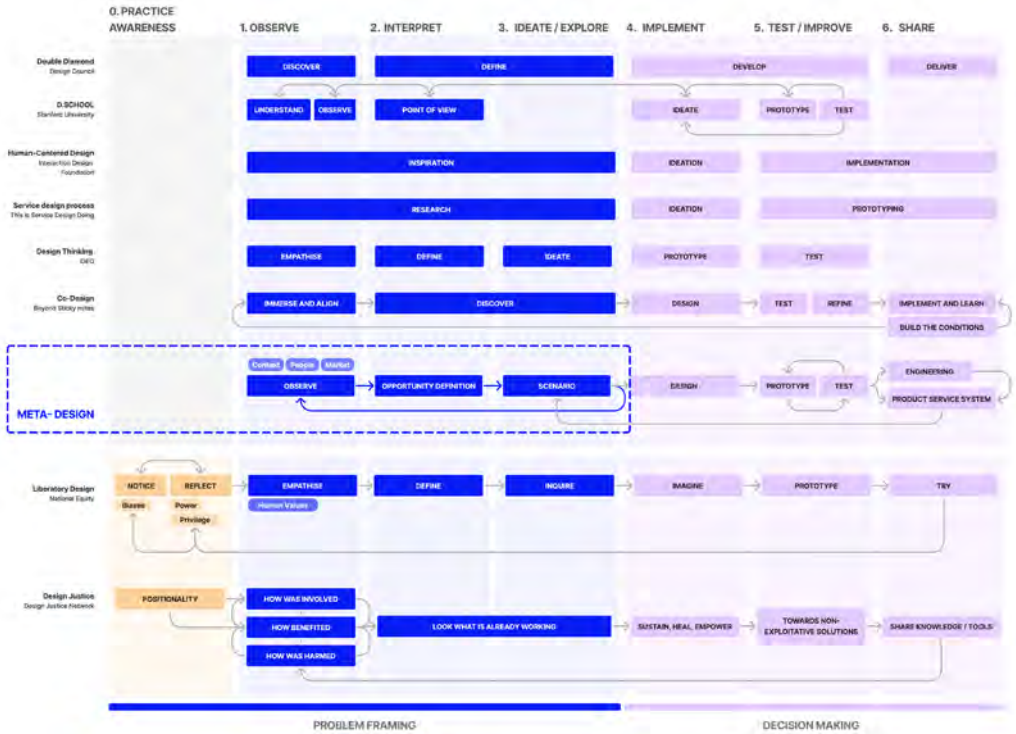 0. PRACTICE
AWARENESS
1. OBSERVE
2. INTERPRET
3. IDEATE / EXPLORE
4. IMPLEMENT
5. TEST / IMPROVE
6. SHARE
Double Diamond
Design Council
DISCOVER
DEFINE
DEVELOP
DELIVER
D.SCHOOL
Stanford University
UNDERSTAND
OBSERVE
POINT OF VIEW
IDEATE
PROTOTYPE
TEST
Human-Centered Design
Interaction Design
Foundation
INSPIRATION
IDEATION
IMPLEMENTATION
Service design process
This is Service Design Doing
RESEARCH
IDEATION
PROTOTYPING
Design Thinking
IDEO
EMPATHISE
DEFINE
IDEATE
PROTOTYPE
TEST
Co-Design
Beyond Sticky notes
IMMERSE AND ALIGN
DISCOVER
DESIGN
TEST
REFINE
IMPLEMENT AND LEARN
BUILD THE CONDITIONS
META- DESIGN
Context
People
Market
OBSERVE
OPPORTUNITY DEFINITION
SCENARIO
DESIGN
PROTOTYPE
TEST
ENGINEERING
PRODUCT SERVICE SYSTEM
Liboratory Design
National Equity
NOTICE
REFLECT
Biases
Power
Privilege
EMPATHISE
Human Values
DEFINE
INQUIRE
IMAGINE
PROTOTYPE
TRY
Design Justice
Design Justice Network
POSITIONALITY
HOW WAS INVOLVED
HOW BENEFITED
HOW WAS HARMED
LOOK WHAT IS ALREADY WORKING
SUSTAIN, HEAL, EMPOWER
TOWARDS NON-
EXPLOITATIVE SOLUTIONS
SHARE KNOWLEDGE / TOOLS
PROBLEM FRAMING
DECISION MAKING